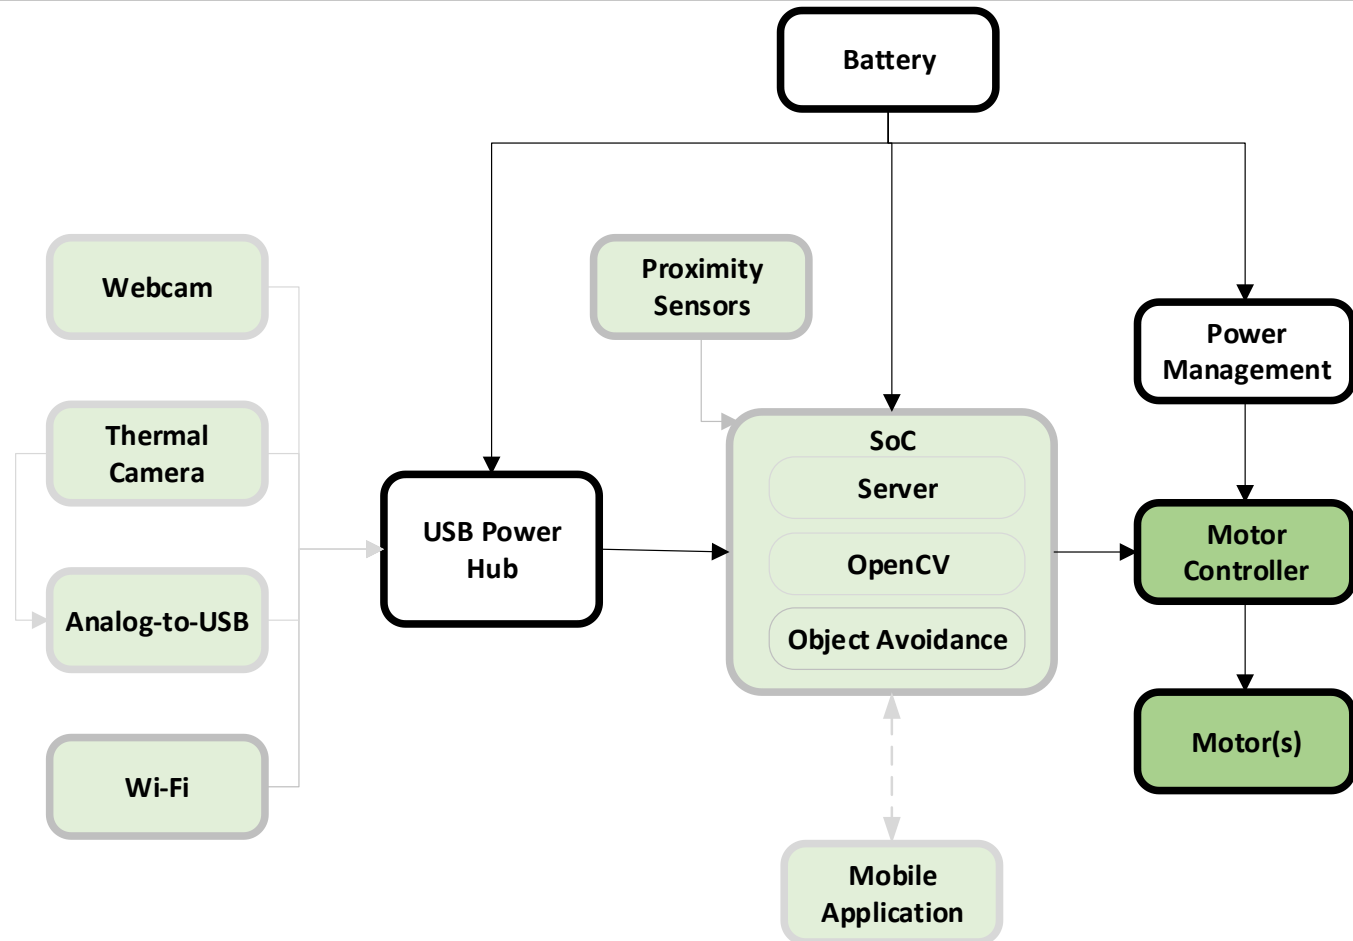 Battery
Webcam
Proximity
Sensors
Power
Management
Thermal
Camera
SoC
Server
USB Power
Hub
OpenCV
Motor
Controller
Analog-to-USB
Object Avoidance
Motor(s)
Wi-Fi
Mobile
Application